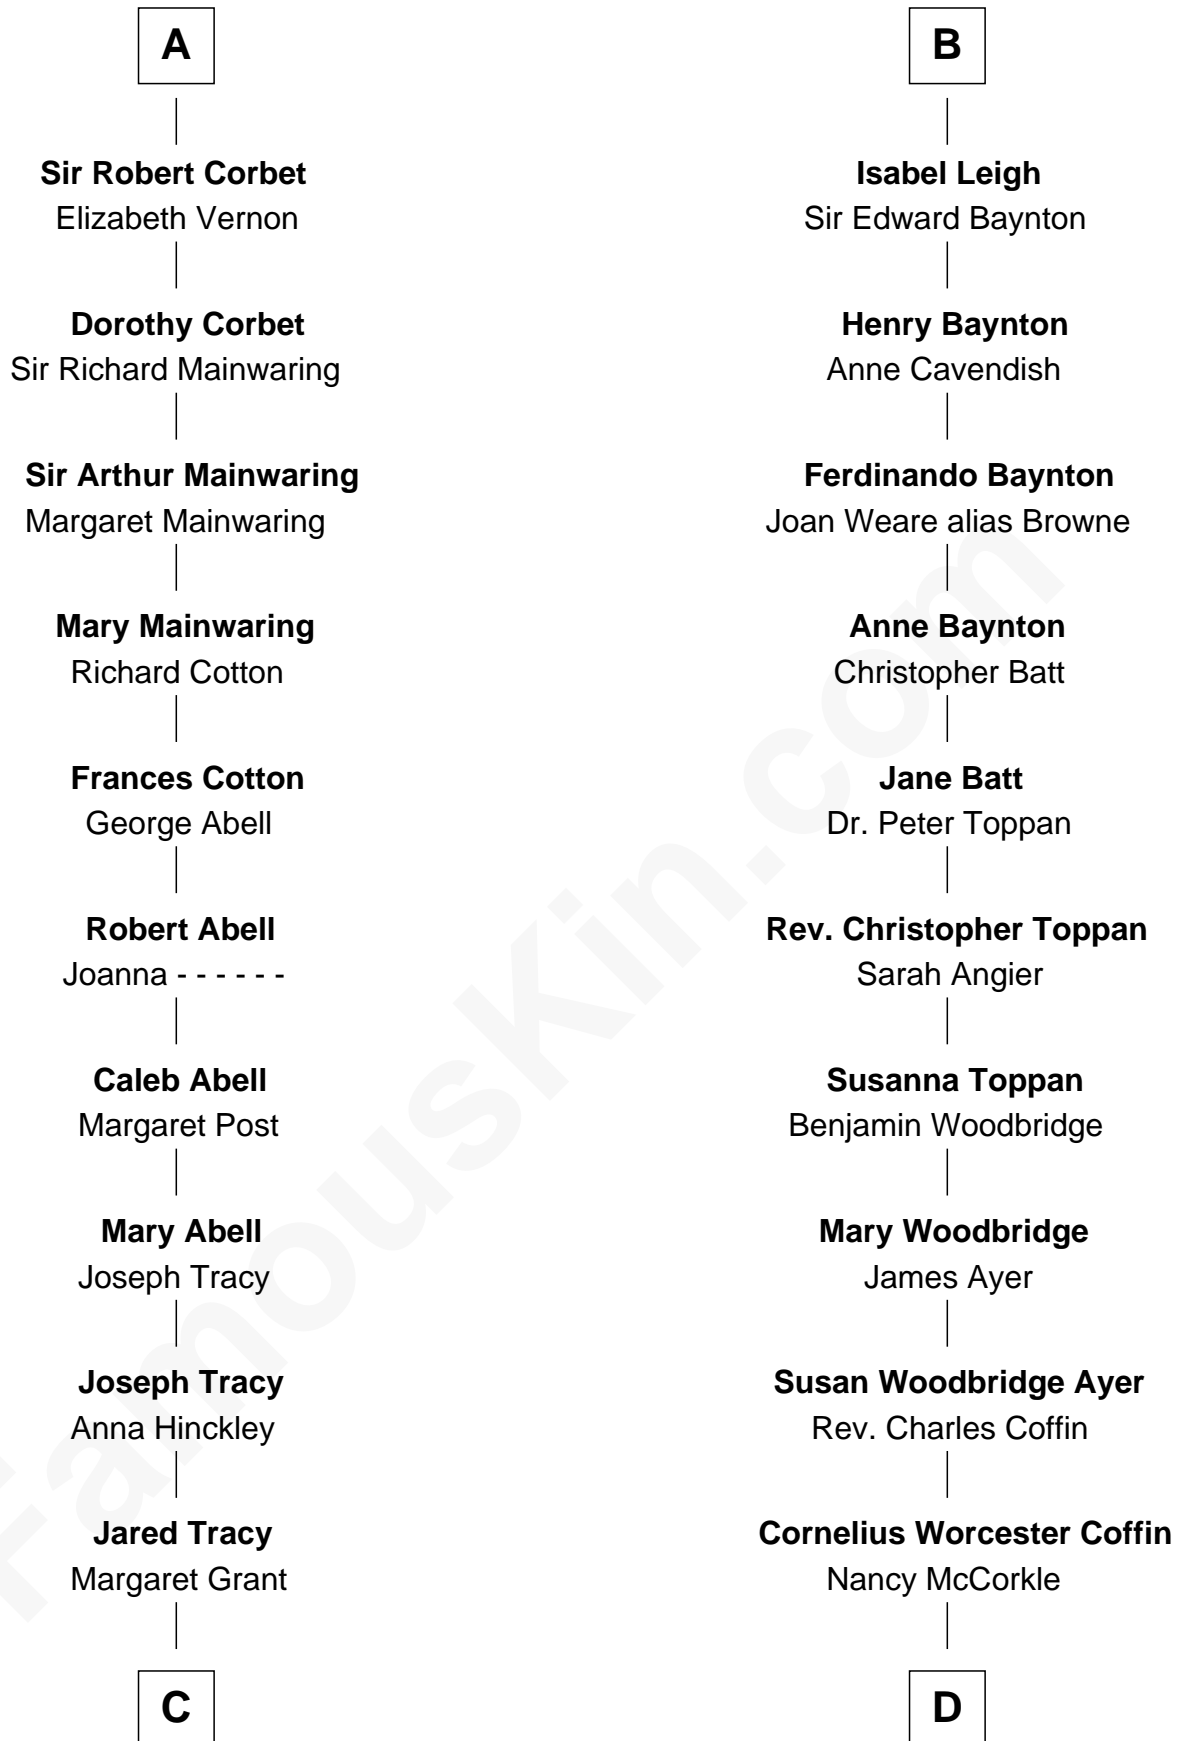 A
Sir Robert Corbet
Elizabeth Vernon
Dorothy Corbet
Sir Richard Mainwaring
Sir Arthur Mainwaring
Margaret Mainwaring
Mary Mainwaring
Richard Cotton
Frances Cotton
George Abell
Robert Abell
Joanna - - - - - -
Caleb Abell
Margaret Post
Mary Abell
Joseph Tracy
Joseph Tracy
Anna Hinckley
Jared Tracy
Margaret Grant
C
B
Isabel Leigh
Sir Edward Baynton
Henry Baynton
Anne Cavendish
Ferdinando Baynton
Joan Weare alias Browne
Anne Baynton
Christopher Batt
Jane Batt
Dr. Peter Toppan
Rev. Christopher Toppan
Sarah Angier
Susanna Toppan
Benjamin Woodbridge
Mary Woodbridge
James Ayer
Susan Woodbridge Ayer
Rev. Charles Coffin
Cornelius Worcester Coffin
Nancy McCorkle
D
FamousKin.com